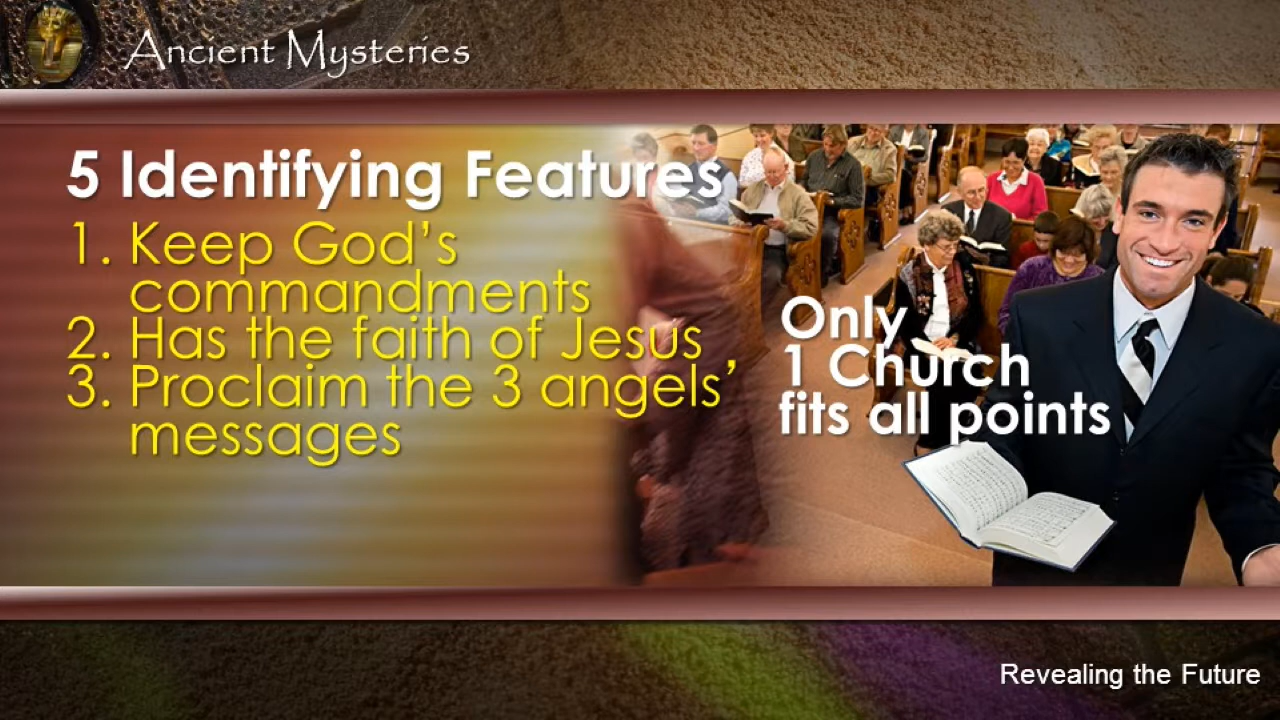 Ancient Mysteries
5 Identifying Features
1. Keep God’s
commandments
2. Has the faith of Jesus ,
3. Proclaim the 3 angels’
messages
Only
1 Church
fits all points
Revealing the Future